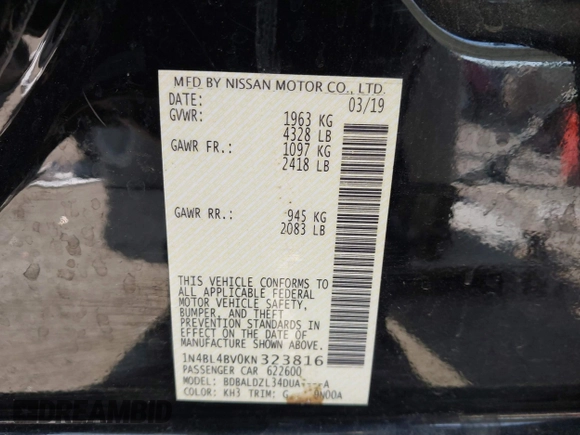 MFD BY NISSAN MOTOR CO., LTD.
DATE: 03/19
GVWR: 1963 KG
4328 LB
GAWR FR.: 1097 KG
2418 LB
GAWR RR.: 945 KG
2083 LB
THIS VEHICLE CONFORMS TO
ALL APPLICABLE FEDERAL
MOTOR VEHICLE SAFETY,
BUMPER, AND THEFT
PREVENTION STANDARDS IN
EFFECT ON THE DATE OF
MANUFACTURE SHOWN ABOVE.
1N4BL4BV0KN323816
PASSENGER CAR 622600
MODEL:
COLOR: KH3 TRIM:
DREAMBID